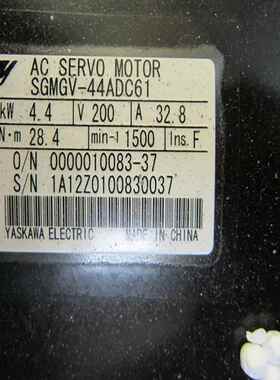 AC SERVO MOTOR
SGMGV-44ADC61
kW 4.4 V 200 A 32.8
N·m 28.4 min-1 1500 Ins. F
O/N 0000010083-37
S/N 1A12Z0100830037
YASKAWA ELECTRIC MADE IN CHINA